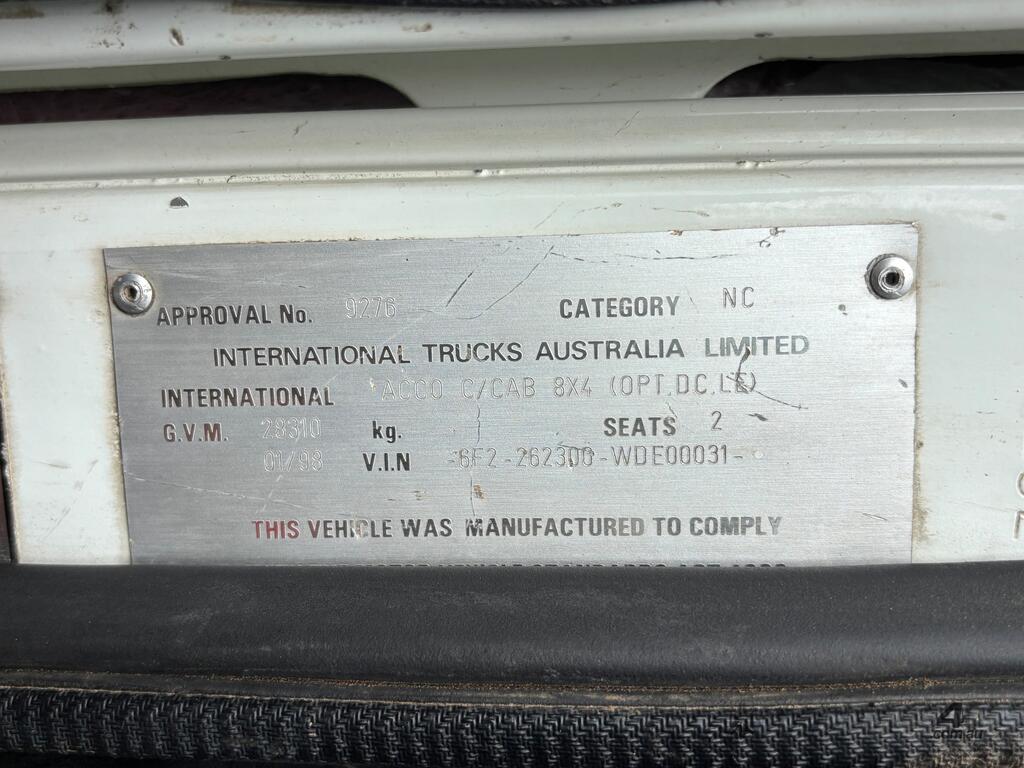 APPROVAL No. 9276 CATEGORY NC
INTERNATIONAL TRUCKS AUSTRALIA LIMITED
INTERNATIONAL ACCO C/CAB 8X4 (OPT.DC.LE)
G.V.M. 28310 kg. SEATS 2
01/98 V.I.N -6F2-262300-WDE00031-
THIS VEHICLE WAS MANUFACTURED TO COMPLY